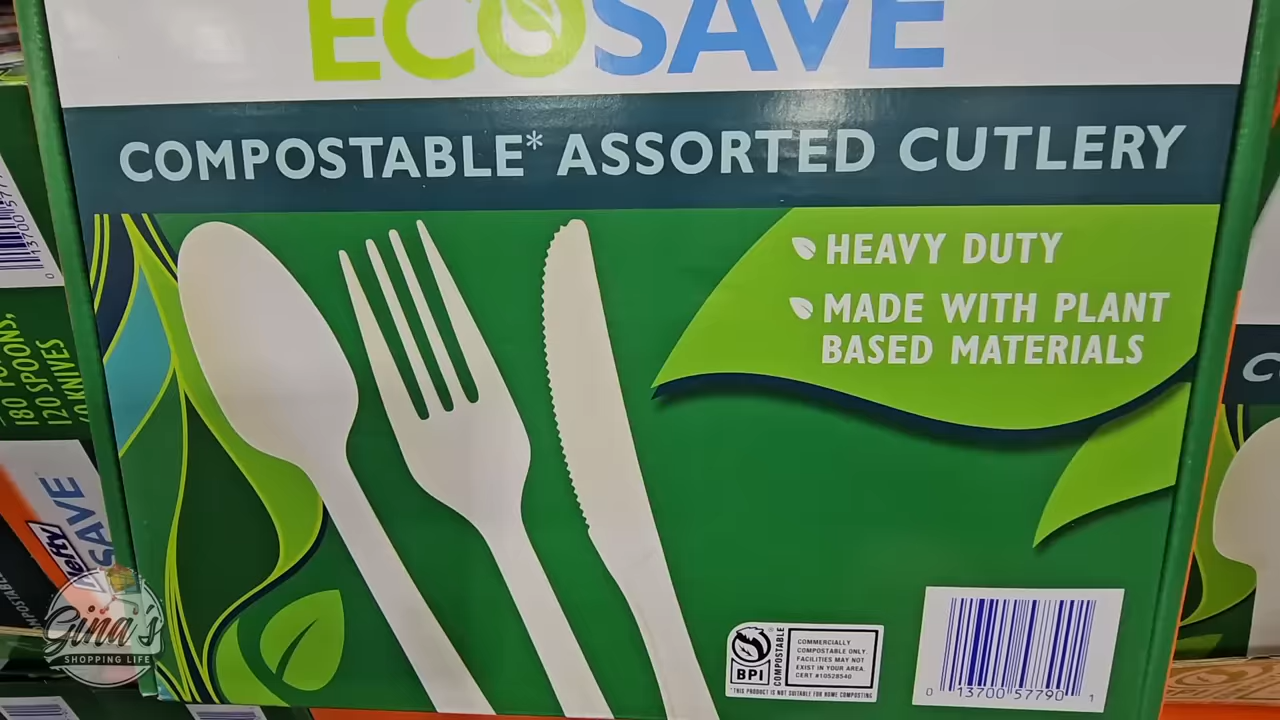 ECOSAVE
COMPOSTABLE* ASSORTED CUTLERY
HEAVY DUTY
MADE WITH PLANT
BASED MATERIALS
120 SPOONS,
KNIVES
Hefty
SAVE
Gina's
SHOPPING LIFE
BPI
COMPOSTABLE
COMMERCIALLY
COMPOSTABLE ONLY.
FACILITIES MAY NOT
EXIST IN YOUR AREA.
CERT #10528540
*THIS PRODUCT IS NOT SUITABLE FOR HOME COMPOSTING
0 13700 57790 1